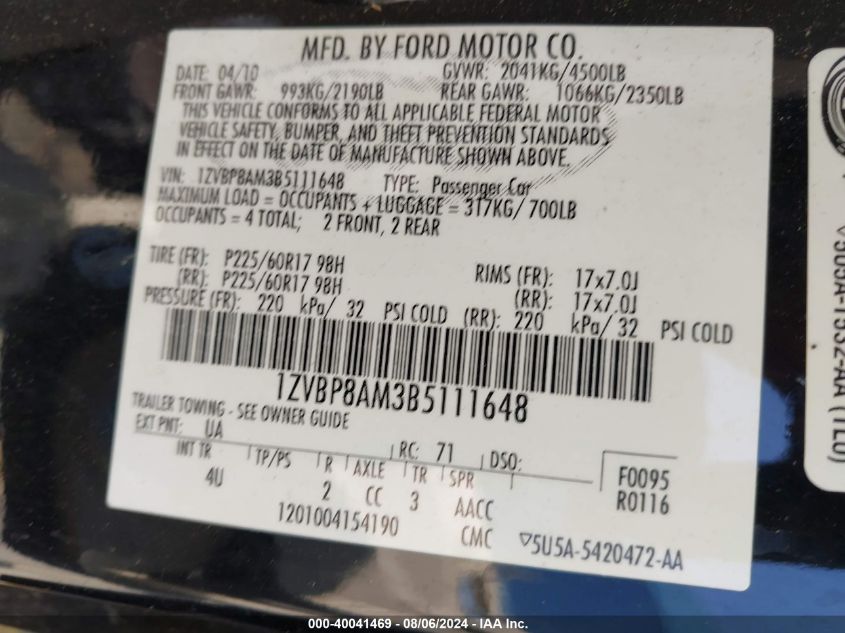 MFD. BY FORD MOTOR CO.
DATE: 04/10 GVWR: 2041KG/4500LB
FRONT GAWR: 993KG/2190LB REAR GAWR: 1066KG/2350LB
THIS VEHICLE CONFORMS TO ALL APPLICABLE FEDERAL MOTOR
VEHICLE SAFETY, BUMPER, AND THEFT PREVENTION STANDARDS
IN EFFECT ON THE DATE OF MANUFACTURE SHOWN ABOVE.
VIN: 1ZVBP8AM3B5111648 TYPE: Passenger Car
MAXIMUM LOAD = OCCUPANTS + LUGGAGE = 317KG/700LB
OCCUPANTS = 4 TOTAL; 2 FRONT, 2 REAR
TIRE (FR): P225/60R17 98H RIMS (FR): 17x7.0J
(RR): P225/60R17 98H (RR): 17x7.0J
PRESSURE (FR): 220 kPa/ 32 PSI COLD (RR): 220 kPa/ 32 PSI COLD
1ZVBP8AM3B5111648
TRAILER TOWING - SEE OWNER GUIDE
EXT PNT: UA RC: 71 DSO:
INT TR TP/PS R AXLE TR SPR F0095
4U 2 CC 3 AACC R0116
1201004154190 CMC ▽5U5A-5420472-AA
000-40041469 - 08/06/2024 - IAA Inc.